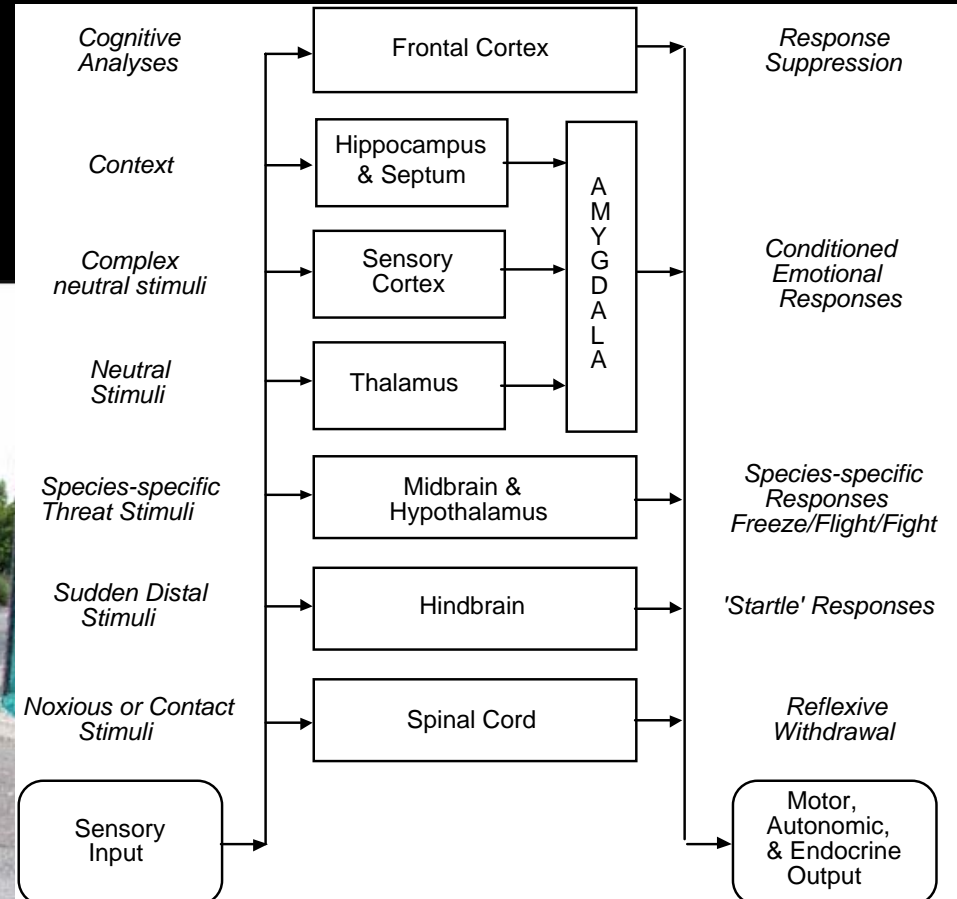 Cognitive
Analyses
Frontal Cortex
Response
Suppression
Context
Hippocampus
& Septum
AMYGDALA
Complex
neutral stimuli
Sensory
Cortex
Conditioned
Emotional
Responses
Neutral
Stimuli
Thalamus
Species-specific
Threat Stimuli
Midbrain &
Hypothalamus
Species-specific
Responses
Freeze/Flight/Fight
Sudden Distal
Stimuli
Hindbrain
'Startle' Responses
Noxious or Contact
Stimuli
Spinal Cord
Reflexive
Withdrawal
Sensory
Input
Motor,
Autonomic,
& Endocrine
Output